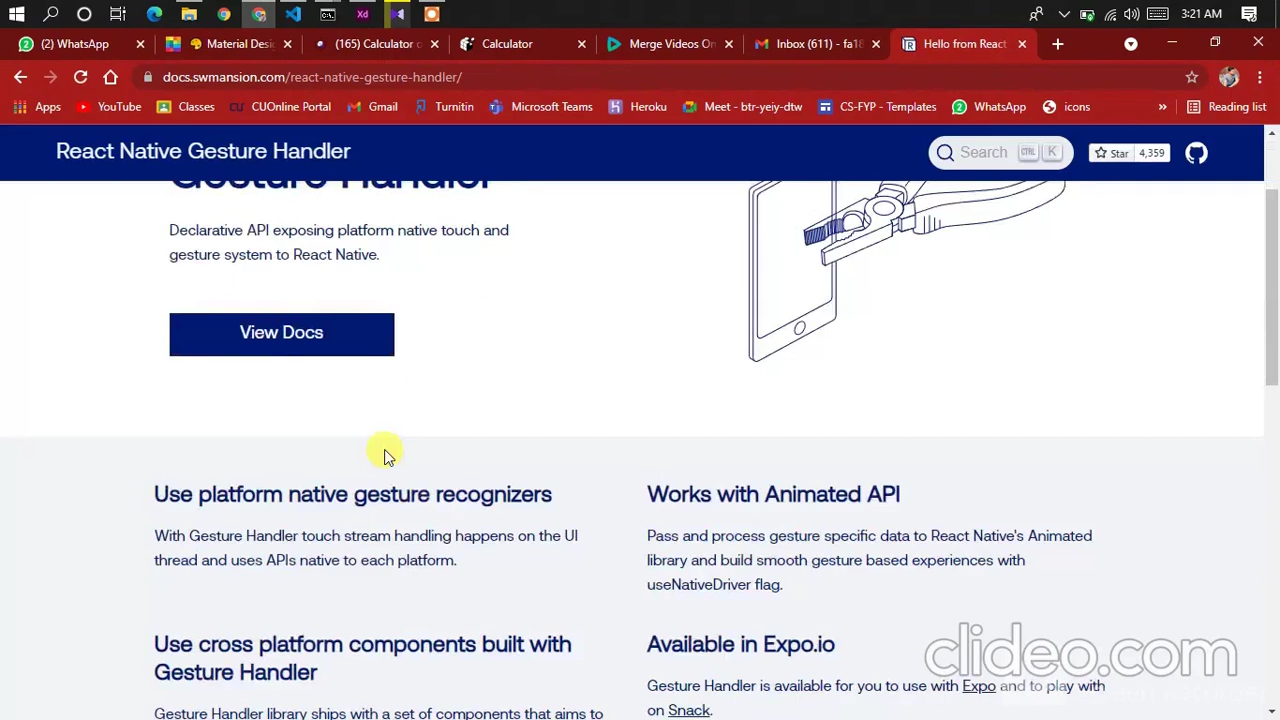 3:21 AM
(2) WhatsApp
Material Desi
(165) Calculator o
Calculator
Merge Videos On
Inbox (611) - fa18
Hello from React
docs.swmansion.com/react-native-gesture-handler/
Apps
YouTube
Classes
CUOnline Portal
Gmail
Turnitin
Microsoft Teams
Heroku
Meet - btr-yeiy-dtw
CS-FYP - Templates
WhatsApp
icons
»
Reading list
React Native Gesture Handler
Search CTRL K
Star 4,359
Gesture Handler
Declarative API exposing platform native touch and
gesture system to React Native.
View Docs
Use platform native gesture recognizers
With Gesture Handler touch stream handling happens on the UI
thread and uses APIs native to each platform.
Works with Animated API
Pass and process gesture specific data to React Native's Animated
library and build smooth gesture based experiences with
useNativeDriver flag.
Use cross platform components built with
Gesture Handler
Gesture Handler library ships with a set of components that aims to
Available in Expo.io
Gesture Handler is available for you to use with Expo and to play with
on Snack.
clideo.com